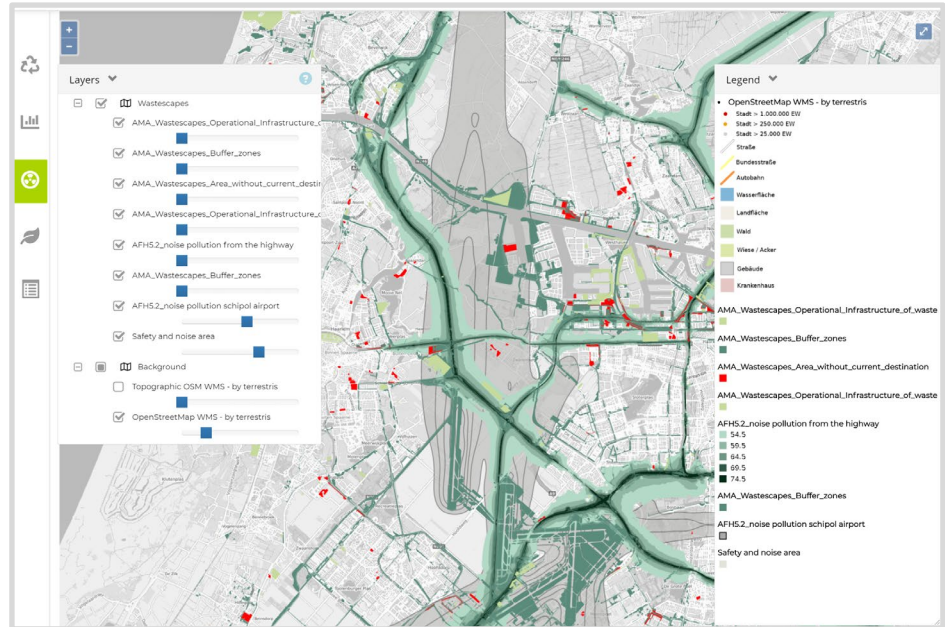 +
-
Layers
?
Wastescapes
AMA_Wastescapes_Operational_Infrastructure_o
AMA_Wastescapes_Buffer_zones
AMA_Wastescapes_Area_without_current_destin
AMA_Wastescapes_Operational_Infrastructure_o
AFH5.2_noise pollution from the highway
AMA_Wastescapes_Buffer_zones
AFH5.2_noise pollution schipol airport
Safety and noise area
Background
Topographic OSM WMS - by terrestris
OpenStreetMap WMS - by terrestris
Legend
OpenStreetMap WMS - by terrestris
Stadt > 1.000.000 EW
Stadt > 250.000 EW
Stadt > 25.000 EW
Straße
Bundesstraße
Autobahn
Wasserfläche
Landfläche
Wald
Wiese / Acker
Gebäude
Krankenhaus
AMA_Wastescapes_Operational_Infrastructure_of_waste
AMA_Wastescapes_Buffer_zones
AMA_Wastescapes_Area_without_current_destination
AMA_Wastescapes_Operational_Infrastructure_of_waste
AFH5.2_noise pollution from the highway
54.5
59.5
64.5
69.5
74.5
AMA_Wastescapes_Buffer_zones
AFH5.2_noise pollution schipol airport
Safety and noise area